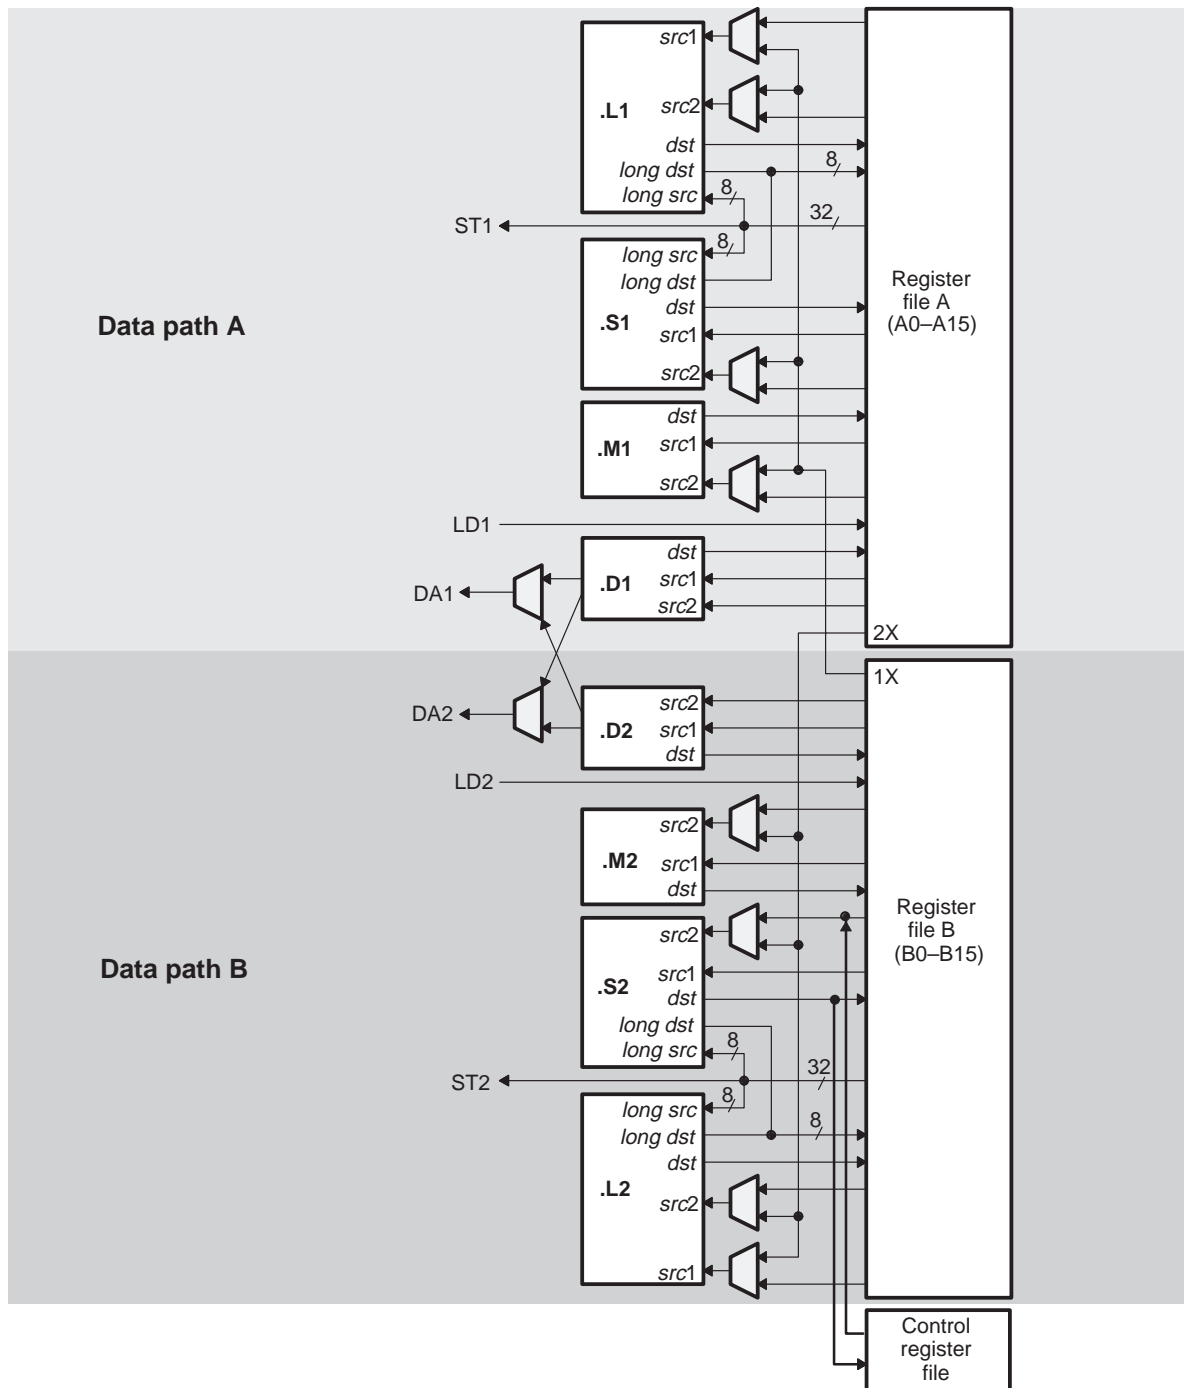 src1
.L1
src2
dst
long dst
8
long src
8
ST1
32
8
long src
long dst
dst
.S1
src1
src2
Register
file A
(A0–A15)
Data path A
dst
.M1
src1
src2
LD1
dst
.D1
src1
src2
DA1
2X
1X
DA2
src2
.D2
src1
dst
LD2
src2
.M2
src1
dst
Register
file B
(B0–B15)
src2
Data path B
.S2
src1
dst
long dst
long src
8
ST2
32
8
long src
long dst
8
dst
.L2
src2
src1
Control
register
file